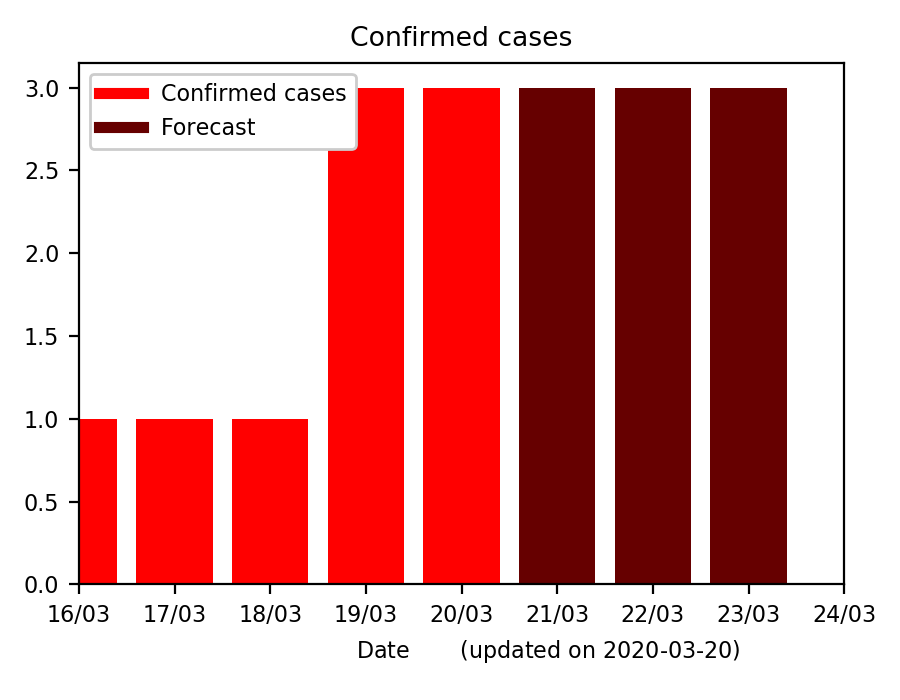 Confirmed cases
Confirmed cases
Forecast
3.0
2.5
2.0
1.5
1.0
0.5
0.0
16/03 17/03 18/03 19/03 20/03 21/03 22/03 23/03 24/03
Date (updated on 2020-03-20)